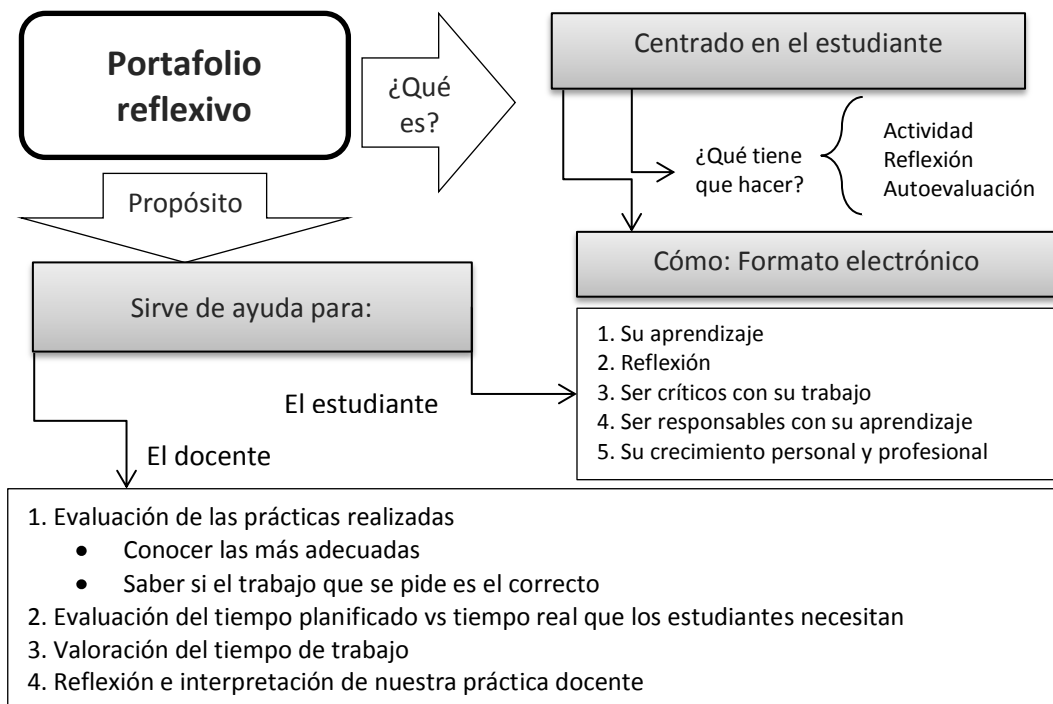 Portafolio
reflexivo
¿Qué
es?
Centrado en el estudiante
¿Qué tiene
que hacer?
Actividad
Reflexión
Autoevaluación
Propósito
Cómo: Formato electrónico
Sirve de ayuda para:
1. Su aprendizaje
2. Reflexión
3. Ser críticos con su trabajo
4. Ser responsables con su aprendizaje
5. Su crecimiento personal y profesional
El estudiante
El docente
1. Evaluación de las prácticas realizadas
• Conocer las más adecuadas
• Saber si el trabajo que se pide es el correcto
2. Evaluación del tiempo planificado vs tiempo real que los estudiantes necesitan
3. Valoración del tiempo de trabajo
4. Reflexión e interpretación de nuestra práctica docente